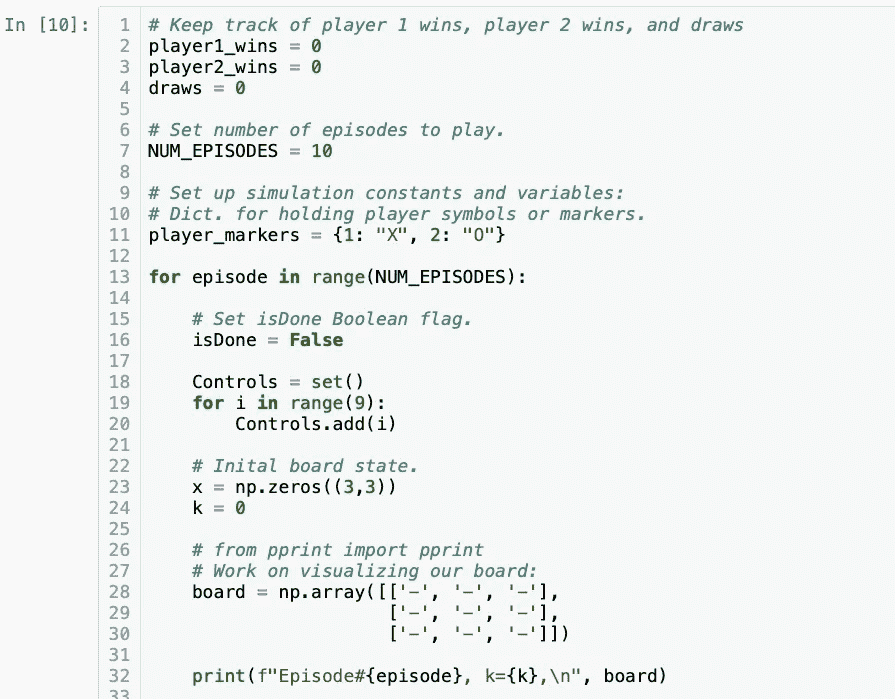 In [10]:
1 # Keep track of player 1 wins, player 2 wins, and draws
2 player1_wins = 0
3 player2_wins = 0
4 draws = 0
5
6 # Set number of episodes to play.
7 NUM_EPISODES = 10
8
9 # Set up simulation constants and variables:
10 # Dict. for holding player symbols or markers.
11 player_markers = {1: "X", 2: "O"}
12
13 for episode in range(NUM_EPISODES):
14
15     # Set isDone Boolean flag.
16     isDone = False
17
18     Controls = set()
19     for i in range(9):
20         Controls.add(i)
21
22     # Inital board state.
23     x = np.zeros((3,3))
24     k = 0
25
26     # from pprint import pprint
27     # Work on visualizing our board:
28     board = np.array([['-', '-', '-'],
29                       ['-', '-', '-'],
30                       ['-', '-', '-']])
31
32     print(f"Episode#{episode}, k={k},\n", board)
33